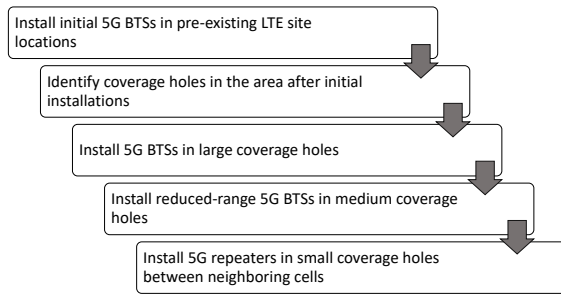 Install initial 5G BTSs in pre-existing LTE site
locations
Identify coverage holes in the area after initial
installations
Install 5G BTSs in large coverage holes
Install reduced-range 5G BTSs in medium coverage
holes
Install 5G repeaters in small coverage holes
between neighboring cells